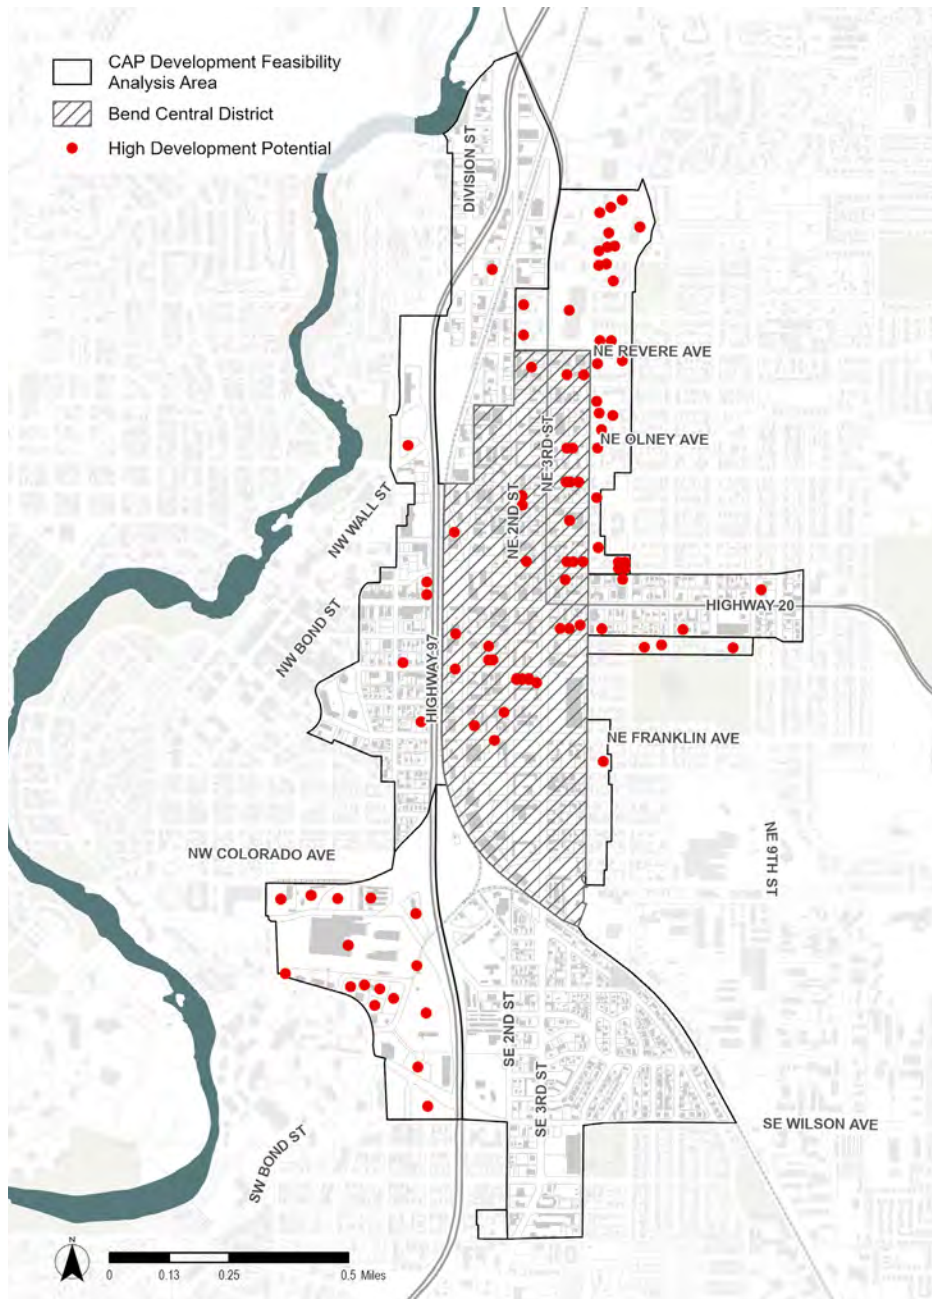 CAP Development Feasibility
Analysis Area
Bend Central District
High Development Potential
DIVISION ST
NE REVERE AVE
NE 3RD ST
NE OLNEY AVE
NW WALL ST
NE 2ND ST
NW BOND ST
HIGHWAY 20
HIGHWAY 97
NE FRANKLIN AVE
NW COLORADO AVE
NE 9TH ST
SE 2ND ST
SE 3RD ST
SE WILSON AVE
SW BOND ST
N
0 0.13 0.25 0.5 Miles